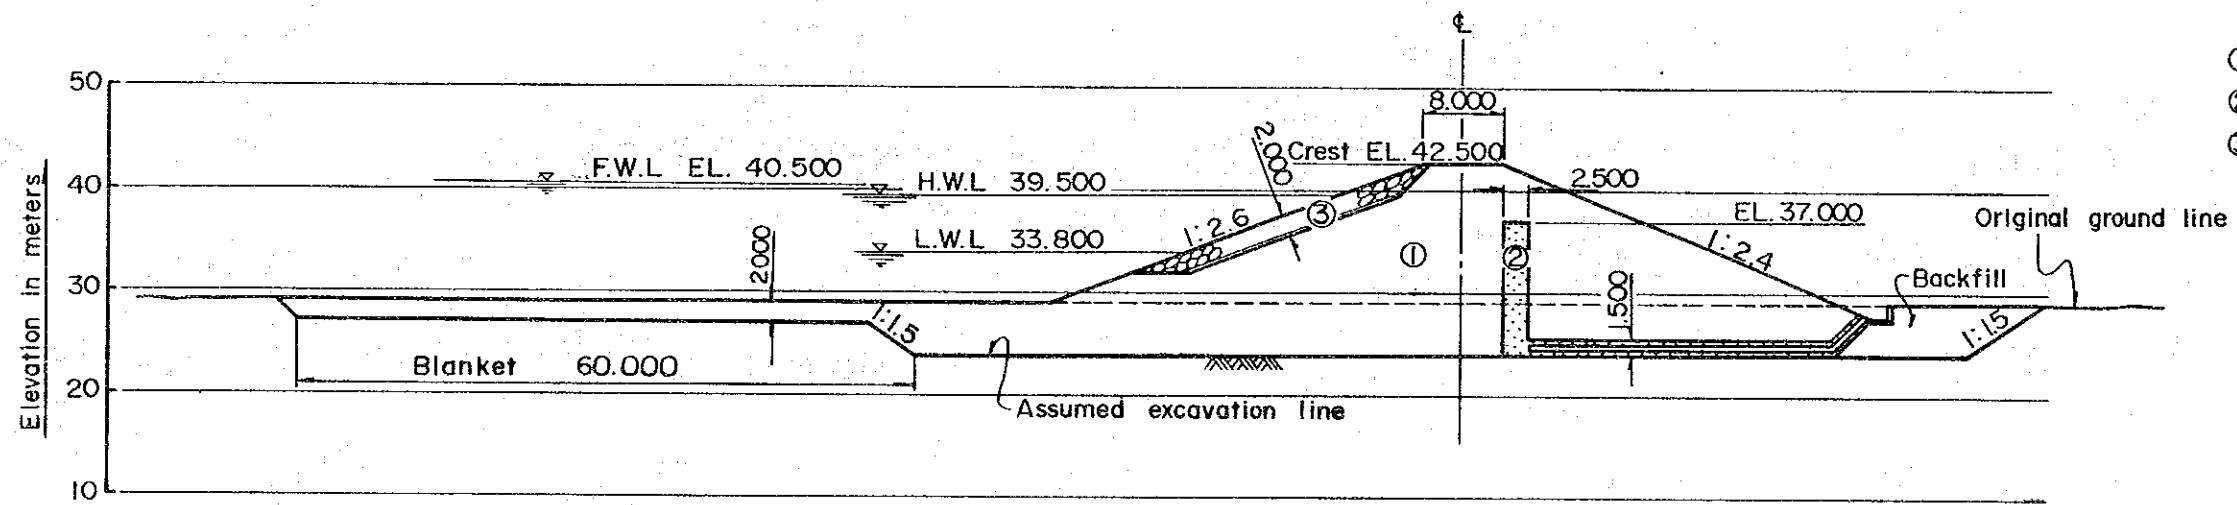 ℄
50
8.000
2.000
Crest EL. 42.500
F.W.L EL. 40.500
H.W.L 39.500
2.500
40
1:2.6
③
EL. 37.000
Original ground line
L.W.L 33.800
①
②
1:2.4
2000
Backfill
30
1.500
1:1.5
1:1.5
Blanket 60.000
20
Assumed excavation line
10
Elevation in meters